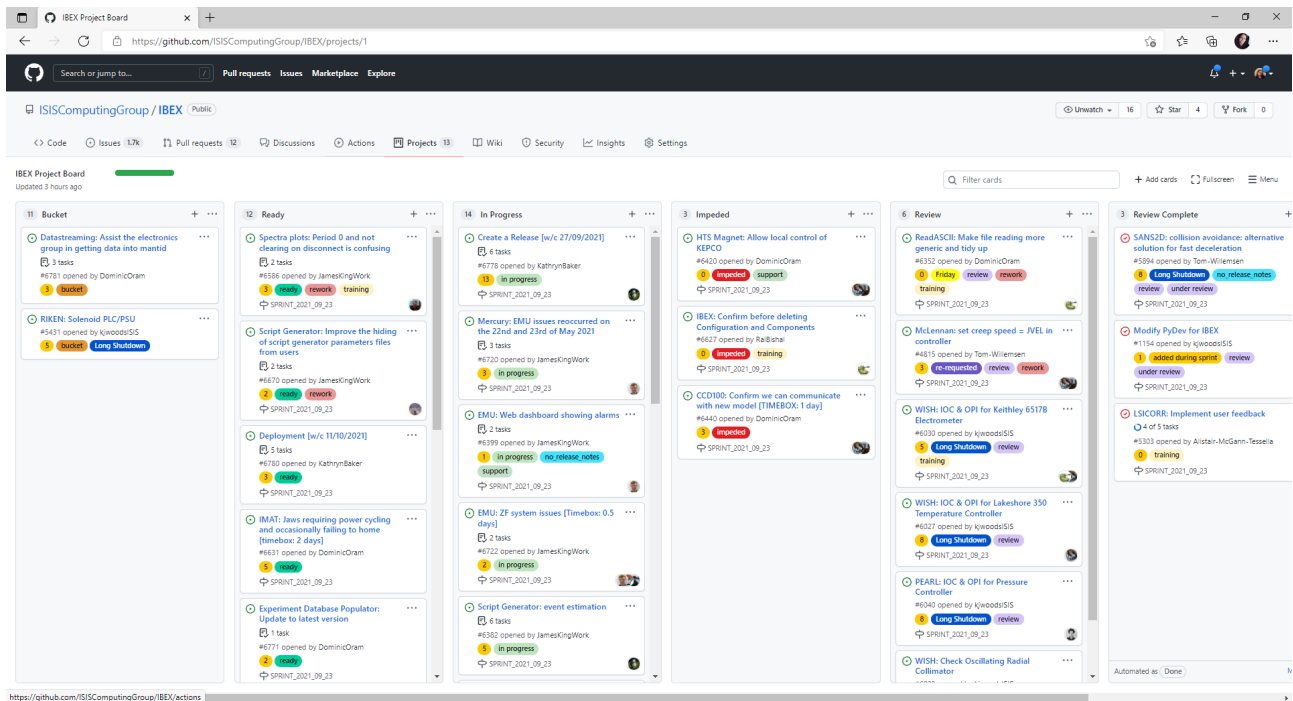 IBEX Project Board
https://github.com/ISISComputingGroup/IBEX/projects/1
Search or jump to... /
Pull requests Issues Marketplace Explore
ISISComputingGroup / IBEX Public
Unwatch 16 Star 4 Fork 0
Code Issues 1.7k Pull requests 12 Discussions Actions Projects 13 Wiki Security Insights Settings
IBEX Project Board
Updated 3 hours ago
Filter cards
Add cards Fullscreen Menu
11 Bucket
Datastreaming: Assist the electronics
group in getting data into mantid
3 tasks
#6781 opened by DominicOram
3 bucket
RIKEN: Solenoid PLC/PSU
#5431 opened by kjwoodsISIS
5 bucket Long Shutdown
12 Ready
Spectra plots: Period 0 and not
clearing on disconnect is confusing
2 tasks
#6586 opened by JamesKingWork
3 ready rework training
SPRINT_2021_09_23
Script Generator: Improve the hiding
of script generator parameters files
from users
2 tasks
#6670 opened by JamesKingWork
2 ready rework
SPRINT_2021_09_23
Deployment [w/c 11/10/2021]
5 tasks
#6780 opened by KathrynBaker
3 ready
SPRINT_2021_09_23
IMAT: Jaws requiring power cycling
and occasionally failing to home
[timebox: 2 days]
#6631 opened by DominicOram
5 ready
SPRINT_2021_09_23
Experiment Database Populator:
Update to latest version
1 task
#6771 opened by DominicOram
2 ready
SPRINT_2021_09_23
14 In Progress
Create a Release [w/c 27/09/2021]
6 tasks
#6778 opened by KathrynBaker
13 in progress
SPRINT_2021_09_23
Mercury: EMU issues reoccurred on
the 22nd and 23rd of May 2021
3 tasks
#6720 opened by JamesKingWork
3 in progress
SPRINT_2021_09_23
EMU: Web dashboard showing alarms
2 tasks
#6399 opened by JamesKingWork
1 in progress no_release_notes
support
SPRINT_2021_09_23
EMU: ZF system issues [Timebox: 0.5
days]
2 tasks
#6722 opened by JamesKingWork
2 in progress
SPRINT_2021_09_23
Script Generator: event estimation
6 tasks
#6382 opened by JamesKingWork
5 in progress
SPRINT_2021_09_23
3 Impeded
HTS Magnet: Allow local control of
KEPCO
#6420 opened by DominicOram
0 impeded support
SPRINT_2021_09_23
IBEX: Confirm before deleting
Configuration and Components
#6627 opened by RaiBishal
0 impeded training
SPRINT_2021_09_23
CCD100: Confirm we can communicate
with new model [TIMEBOX: 1 day]
#6440 opened by DominicOram
3 impeded
SPRINT_2021_09_23
6 Review
ReadASCII: Make file reading more
generic and tidy up
#6352 opened by DominicOram
0 Friday review rework
training
SPRINT_2021_09_23
McLennan: set creep speed = JVEL in
controller
#4815 opened by Tom-Willemsen
3 re-requested review rework
SPRINT_2021_09_23
WISH: IOC & OPI for Keithley 6517B
Electrometer
#6030 opened by kjwoodsISIS
5 Long Shutdown review
training
SPRINT_2021_09_23
WISH: IOC & OPI for Lakeshore 350
Temperature Controller
#6027 opened by kjwoodsISIS
8 Long Shutdown review
SPRINT_2021_09_23
PEARL: IOC & OPI for Pressure
Controller
#6040 opened by kjwoodsISIS
8 Long Shutdown review
SPRINT_2021_09_23
WISH: Check Oscillating Radial
Collimator
3 Review Complete
SANS2D: collision avoidance: alternative
solution for fast deceleration
#5894 opened by Tom-Willemsen
8 Long Shutdown no_release_notes
review under review
SPRINT_2021_09_23
Modify PyDev for IBEX
#1154 opened by kjwoodsISIS
1 added during sprint review
under review
SPRINT_2021_09_23
LSICORR: Implement user feedback
4 of 5 tasks
#5303 opened by Alistair-McGann-Tessella
0 training
SPRINT_2021_09_23
Automated as Done
https://github.com/ISISComputingGroup/IBEX/actions